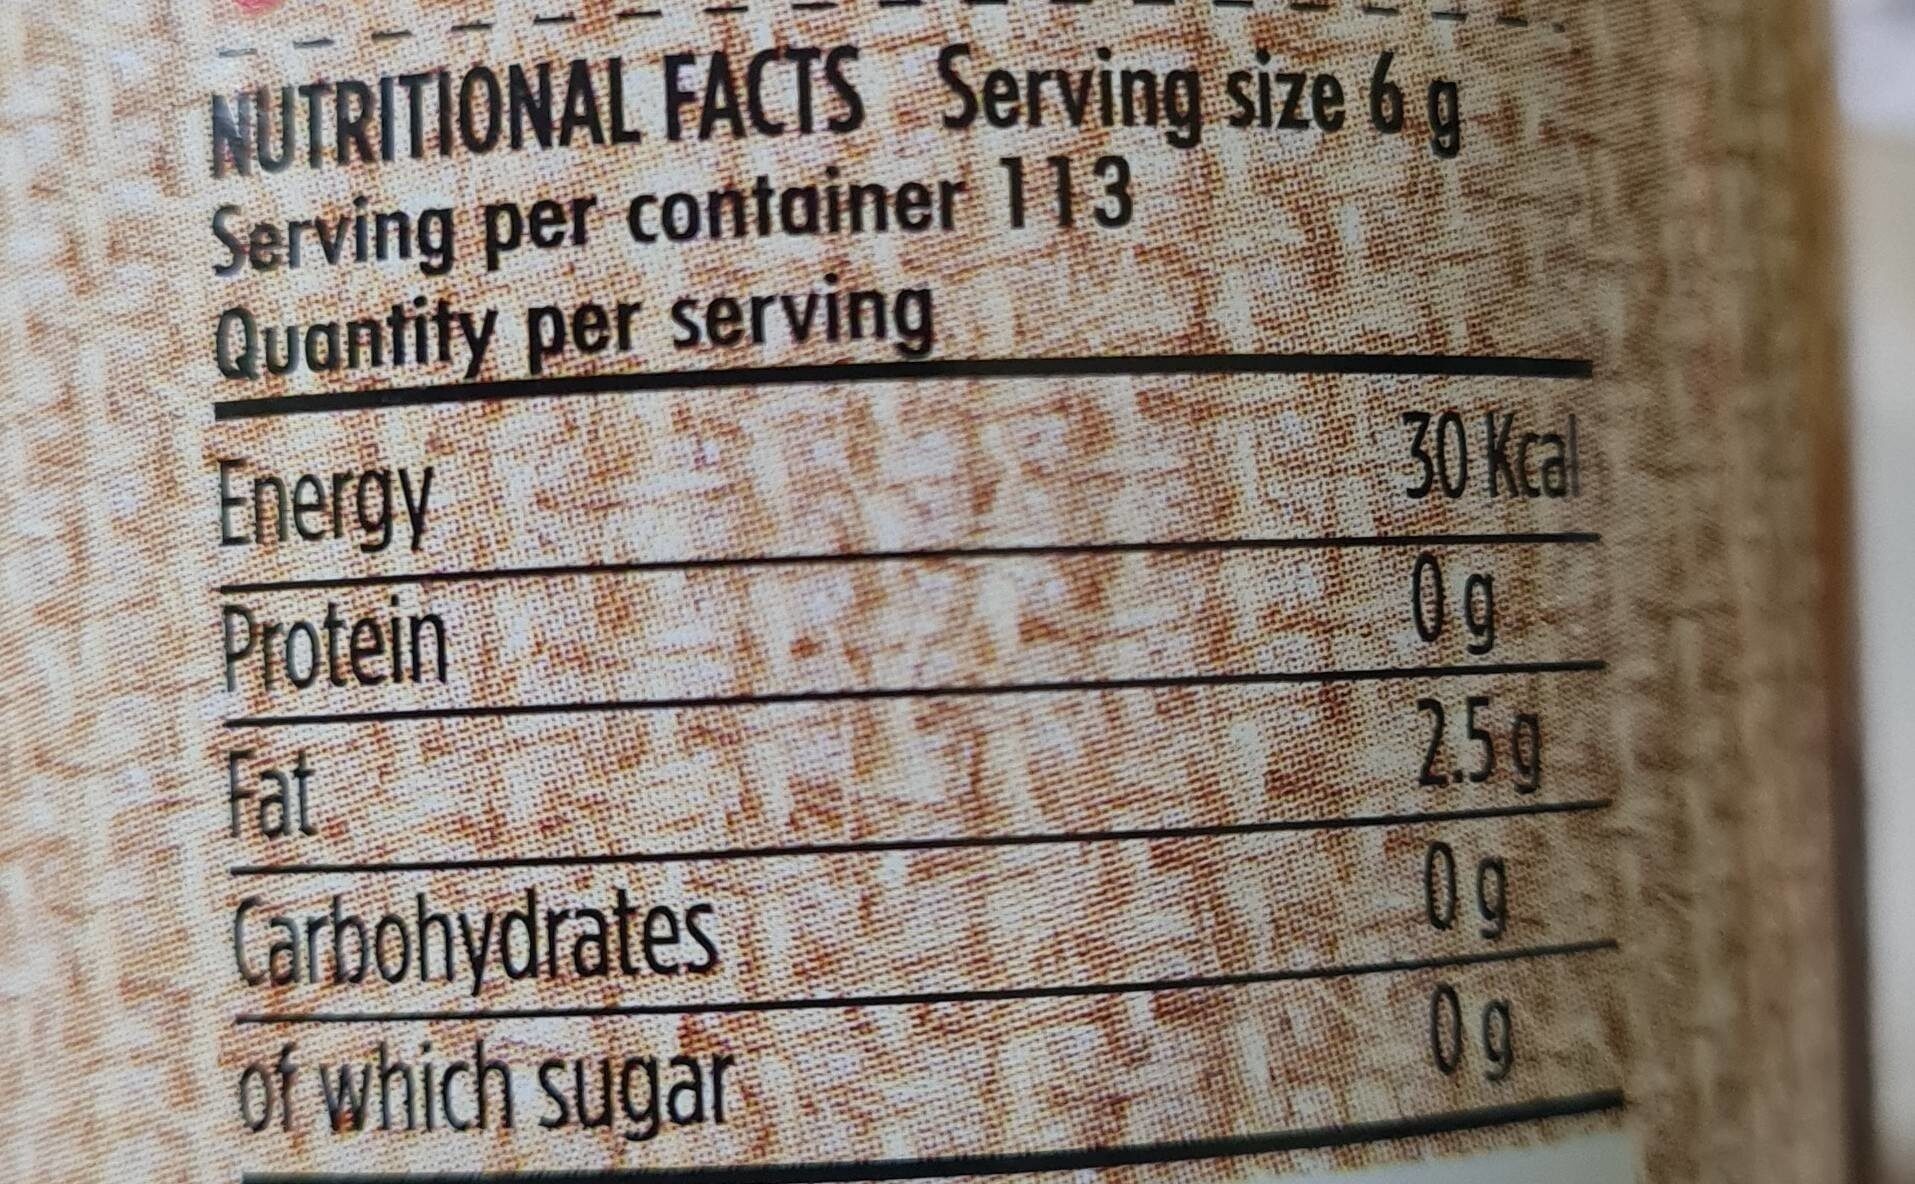 NUTRITIONAL FACTS Serving size 6 g
Serving per container 113
Quantity per serving
Energy 30 Kcal
Protein 0 g
Fat 2.5 g
Carbohydrates 0 g
of which sugar 0 g